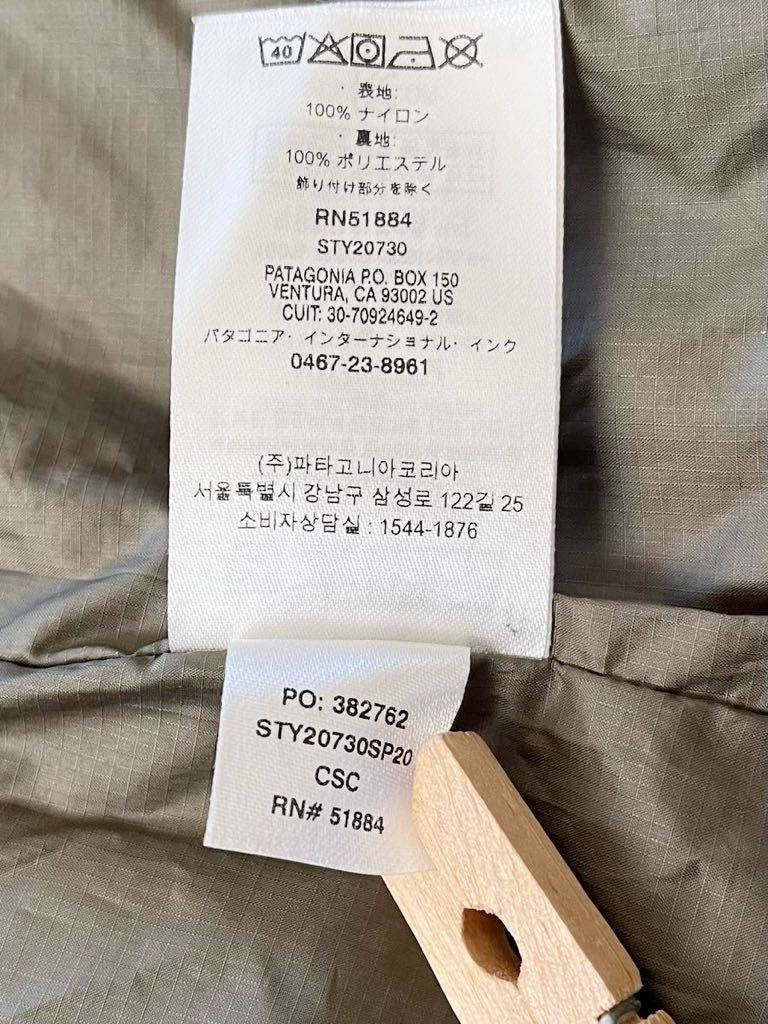 40
· 表地:
100% ナイロン
· 裏地:
100% ポリエステル
飾り付け部分を除く
RN51884
STY20730
PATAGONIA P.O. BOX 150
VENTURA, CA 93002 US
CUIT: 30-70924649-2
パタゴニア・インターナショナル・インク
0467-23-8961
(주)파타고니아코리아
서울특별시 강남구 삼성로 122길 25
소비자상담실 : 1544-1876
PO: 382762
STY20730SP20
CSC
RN# 51884